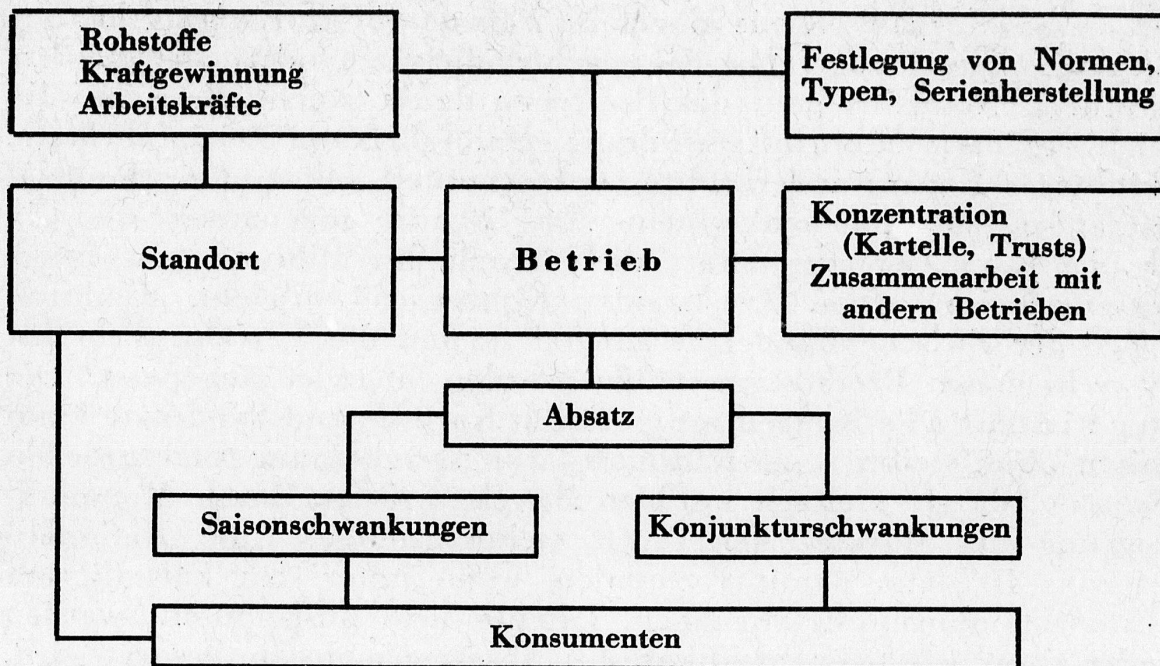 Rohstoffe
Kraftgewinnung
Arbeitskräfte
Festlegung von Normen,
Typen, Serienherstellung
Standort
Betrieb
Konzentration
(Kartelle, Trusts)
Zusammenarbeit mit
andern Betrieben
Absatz
Saisonschwankungen
Konjunkturschwankungen
Konsumenten